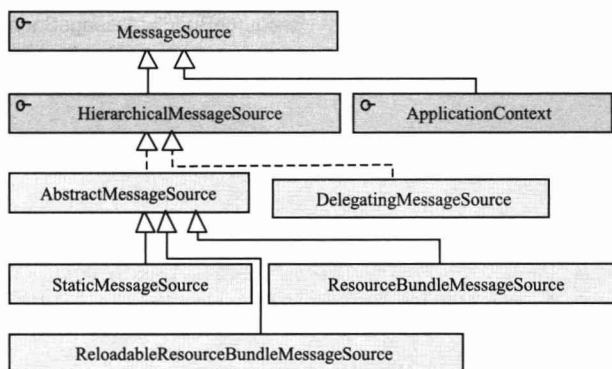 MessageSource
HierarchicalMessageSource
ApplicationContext
AbstractMessageSource
DelegatingMessageSource
StaticMessageSource
ResourceBundleMessageSource
ReloadableResourceBundleMessageSource